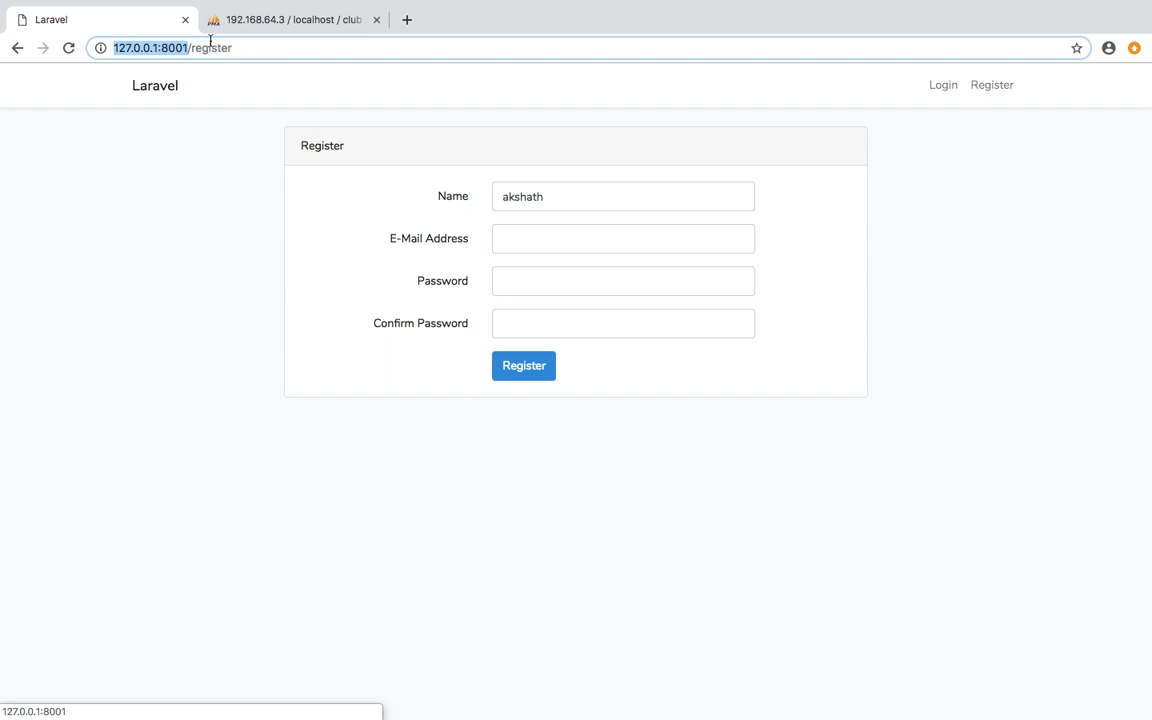 Laravel
192.168.64.3 / localhost / club
127.0.0.1:8001/register
Laravel
Login
Register
Register
Name
akshath
E-Mail Address
Password
Confirm Password
Register
127.0.0.1:8001